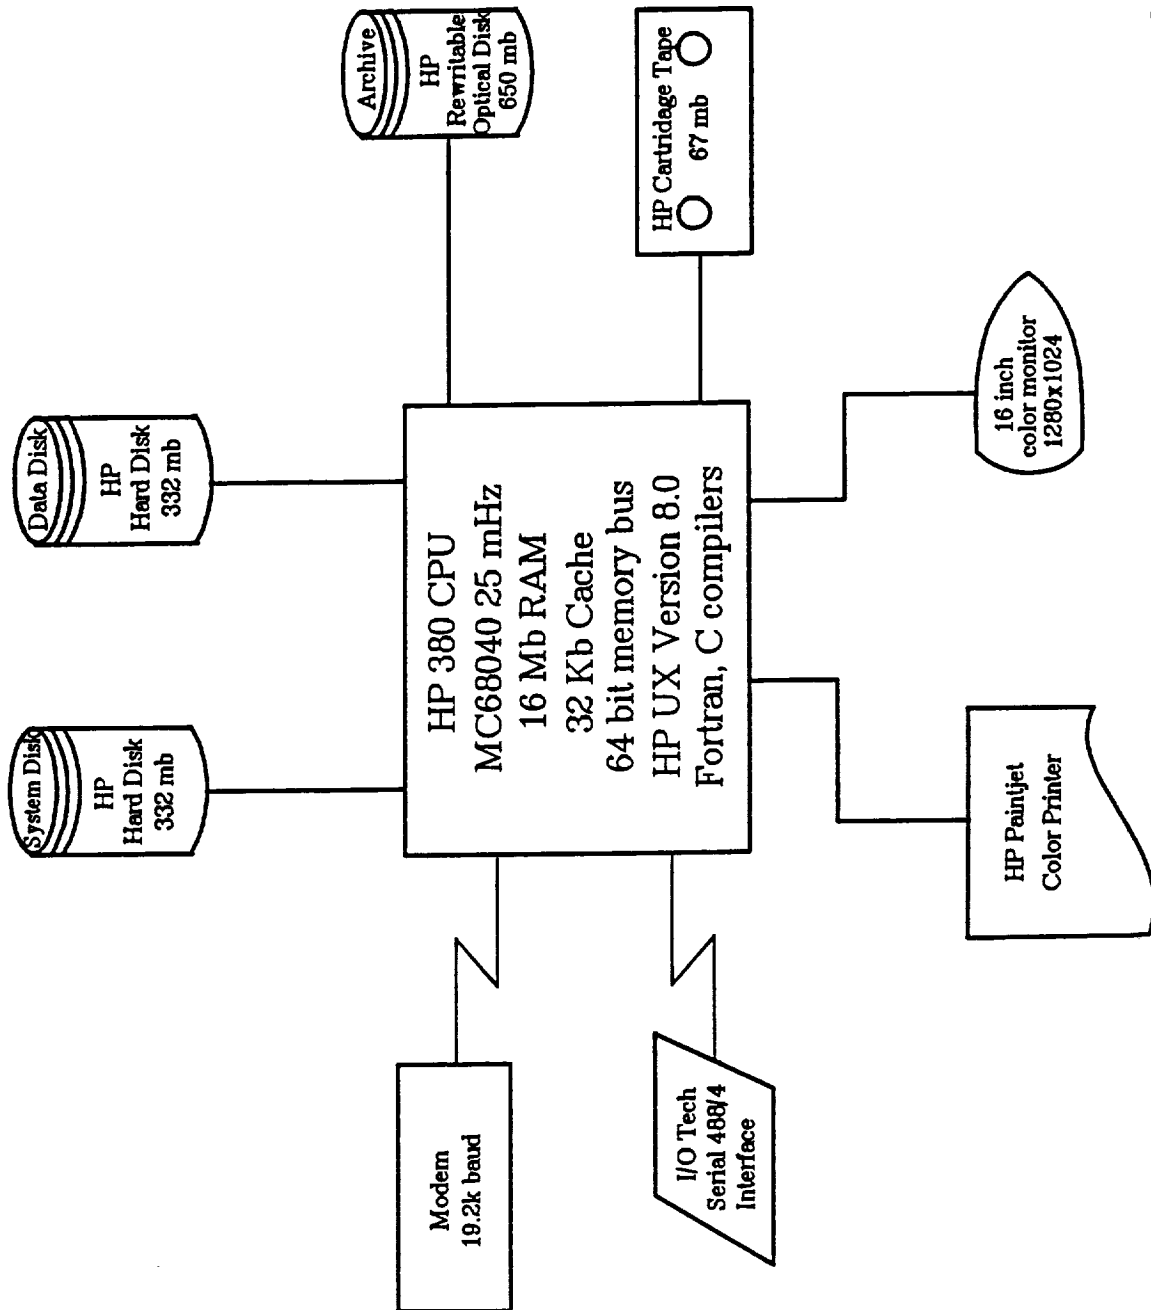 System Disk
HP
Hard Disk
332 mb
Data Disk
HP
Hard Disk
332 mb
Archive
HP
Rewritable
Optical Disk
650 mb
Modem
19.2k baud
HP 380 CPU
MC68040 25 mHz
16 Mb RAM
32 Kb Cache
64 bit memory bus
HP UX Version 8.0
Fortran, C compilers
HP Cartridge Tape
67 mb
I/O Tech
Serial 488/4
Interface
HP Paintjet
Color Printer
16 inch
color monitor
1280x1024